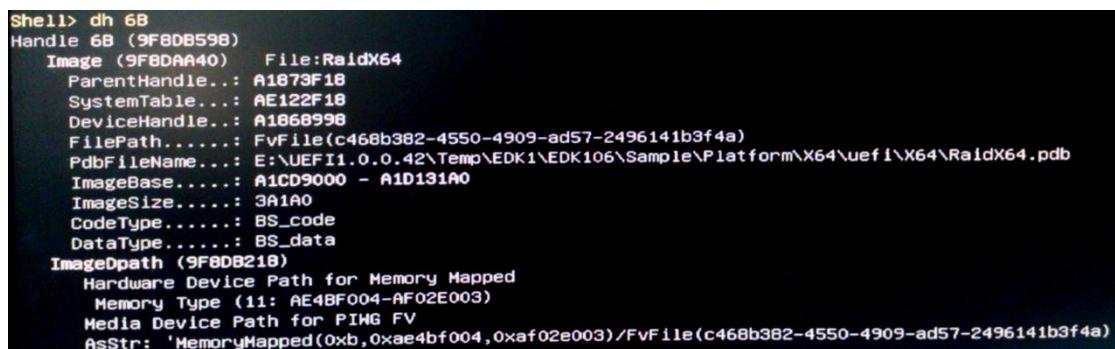 Shell> dh 6B
Handle 6B (9F8DB598)
Image (9F8DAA40) File:RaidX64
ParentHandle..: A1873F18
SystemTable...: AE122F18
DeviceHandle..: A1868998
FilePath......: FvFile(c468b382-4550-4909-ad57-2496141b3f4a)
PdbFileName...: E:\UEFI1.0.0.42\Temp\EDK1\EDK106\Sample\Platform\X64\uefi\X64\RaidX64.pdb
ImageBase.....: A1CD9000 - A1D131A0
ImageSize.....: 3A1A0
CodeType......: BS_code
DataType......: BS_data
ImageDpath (9F8DB218)
Hardware Device Path for Memory Mapped
Memory Type (11: AE4BF004-AF02E003)
Media Device Path for PIWG FV
AsStr: 'MemoryMapped(0xb,0xae4bf004,0xaf02e003)/FvFile(c468b382-4550-4909-ad57-2496141b3f4a)